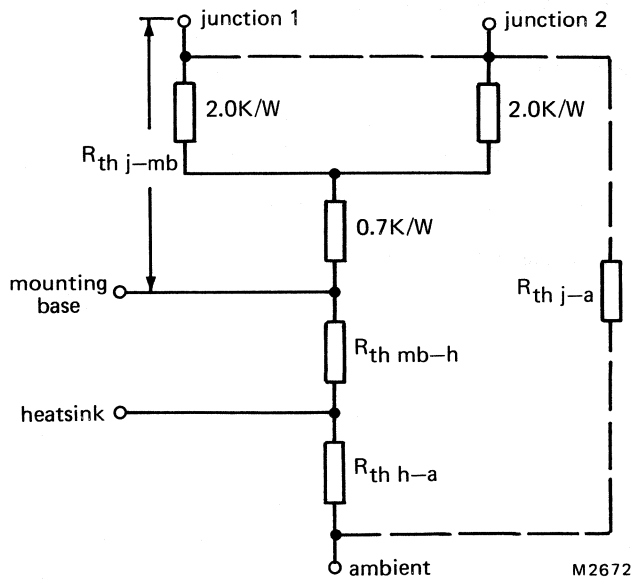 junction 1
junction 2
2.0K/W
2.0K/W
Rth j–mb
0.7K/W
mounting
base
Rth j–a
Rth mb–h
heatsink
Rth h–a
ambient
M2672